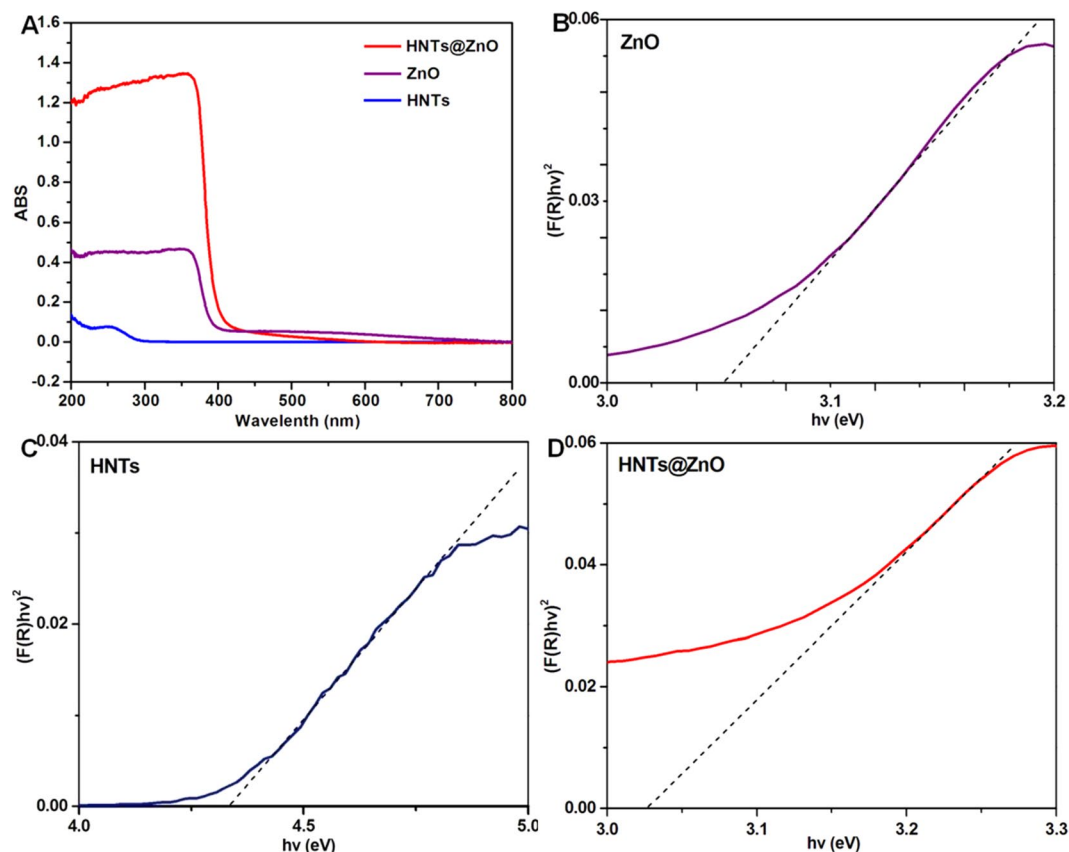 A
1.6
1.4
1.2
1.0
0.8
0.6
0.4
0.2
0.0
-0.2
ABS
HNTs@ZnO
ZnO
HNTs
200 300 400 500 600 700 800
Wavelenth (nm)
B
ZnO
0.06
0.03
0.00
(F(R)hv)²
3.0 3.1 3.2
hv (eV)
C
HNTs
0.04
0.02
0.00
(F(R)hv)²
4.0 4.5 5.0
hv (eV)
D
HNTs@ZnO
0.06
0.04
0.02
0.00
(F(R)hv)²
3.0 3.1 3.2 3.3
hv (eV)